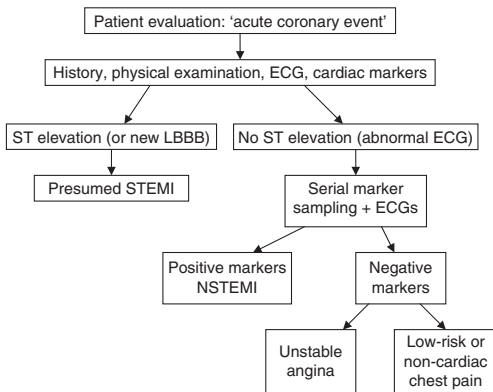 Patient evaluation: ‘acute coronary event’
History, physical examination, ECG, cardiac markers
ST elevation (or new LBBB)
No ST elevation (abnormal ECG)
Presumed STEMI
Serial marker
sampling + ECGs
Positive markers
NSTEMI
Negative
markers
Unstable
angina
Low-risk or
non-cardiac
chest pain